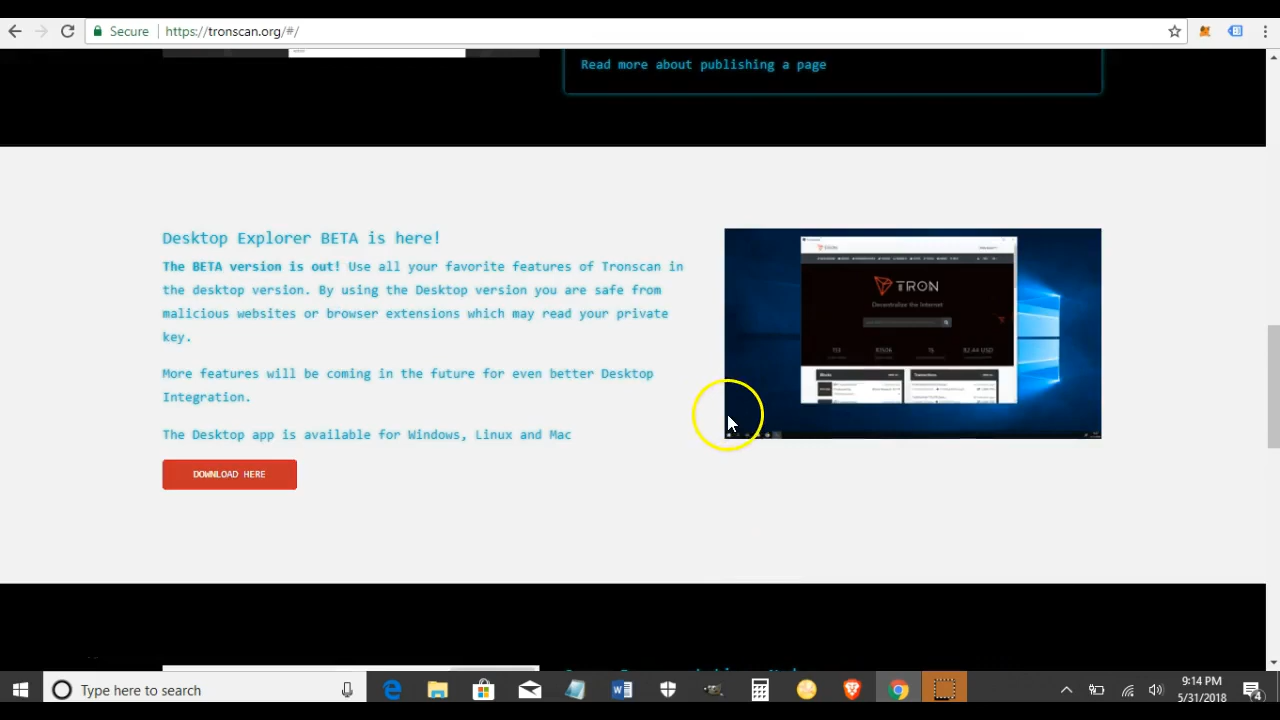 Secure
https://tronscan.org/#/
Read more about publishing a page
Desktop Explorer BETA is here!
The BETA version is out! Use all your favorite features of Tronscan in
the desktop version. By using the Desktop version you are safe from
malicious websites or browser extensions which may read your private
key.
More features will be coming in the future for even better Desktop
Integration.
The Desktop app is available for Windows, Linux and Mac
DOWNLOAD HERE
TRON
Decentralize the Internet
Blocks
Transactions
Type here to search
9:14 PM
5/31/2018
4